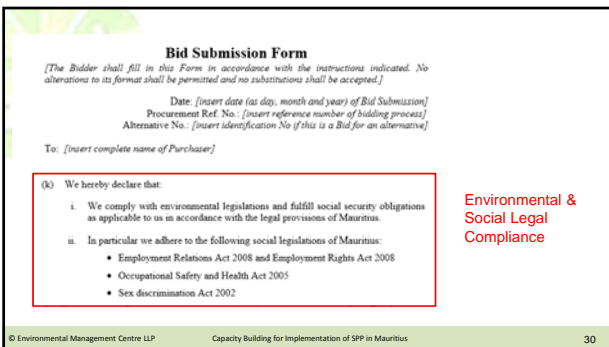 Bid Submission Form
[The Bidder shall fill in this Form in accordance with the instructions indicated. No
alterations to its format shall be permitted and no substitutions shall be accepted.]
Date: [insert date (as day, month and year) of Bid Submission]
Procurement Ref. No.: [insert reference number of bidding process]
Alternative No.: [insert identification No if this is a Bid for an alternative]
To: [insert complete name of Purchaser]
(k) We hereby declare that:
i. We comply with environmental legislations and fulfill social security obligations
as applicable to us in accordance with the legal provisions of Mauritius.
ii. In particular we adhere to the following social legislations of Mauritius:
• Employment Relations Act 2008 and Employment Rights Act 2008
• Occupational Safety and Health Act 2005
• Sex discrimination Act 2002
Environmental &
Social Legal
Compliance
© Environmental Management Centre LLP Capacity Building for Implementation of SPP in Mauritius 30